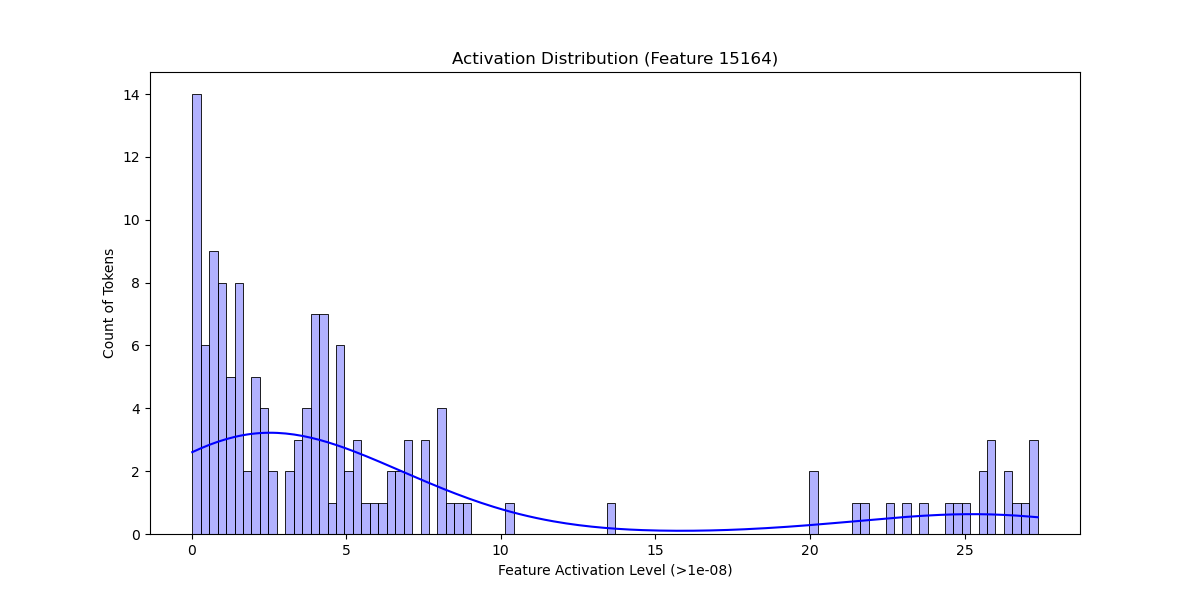 Activation Distribution (Feature 15164)
14
12
10
8
6
4
2
0
Count of Tokens
0 5 10 15 20 25
Feature Activation Level (>1e-08)